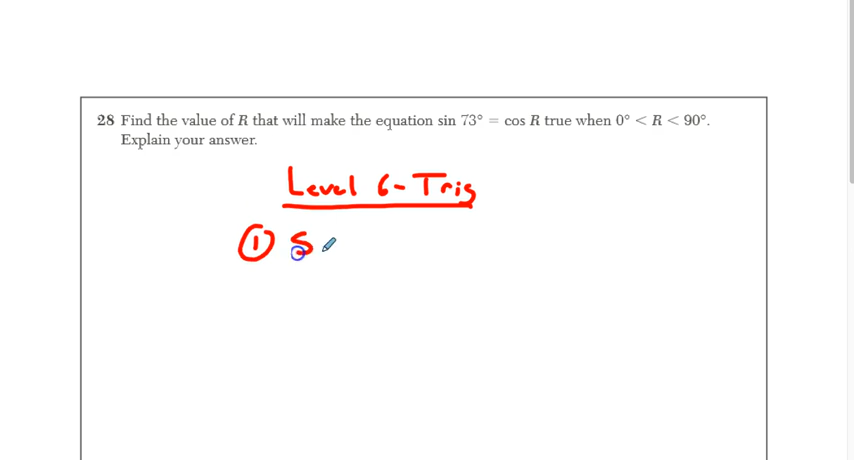 28 Find the value of R that will make the equation sin 73° = cos R true when 0° < R < 90°.
Explain your answer.
Level 6 - Trig
① S